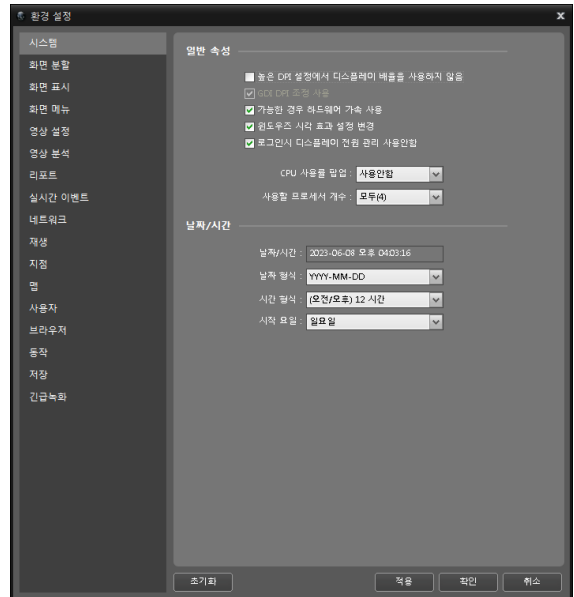 환경 설정
시스템
화면 분할
화면 표시
화면 메뉴
영상 설정
영상 분석
리포트
실시간 이벤트
네트워크
재생
지점
맵
사용자
브라우저
동작
저장
긴급녹화
일반 속성
높은 DPI 설정에서 디스플레이 배율을 사용하지 않음
GDI DPI 조정 사용
가능한 경우 하드웨어 가속 사용
윈도우즈 시각 효과 설정 변경
로그인시 디스플레이 전원 관리 사용안함
CPU 사용률 팝업 : 사용안함
사용할 프로세서 개수 : 모두(4)
날짜/시간
날짜/시간 : 2023-06-08 오후 04:03:16
날짜 형식 : YYYY-MM-DD
시간 형식 : (오전/오후) 12 시간
시작 요일 : 일요일
초기화 적용 확인 취소